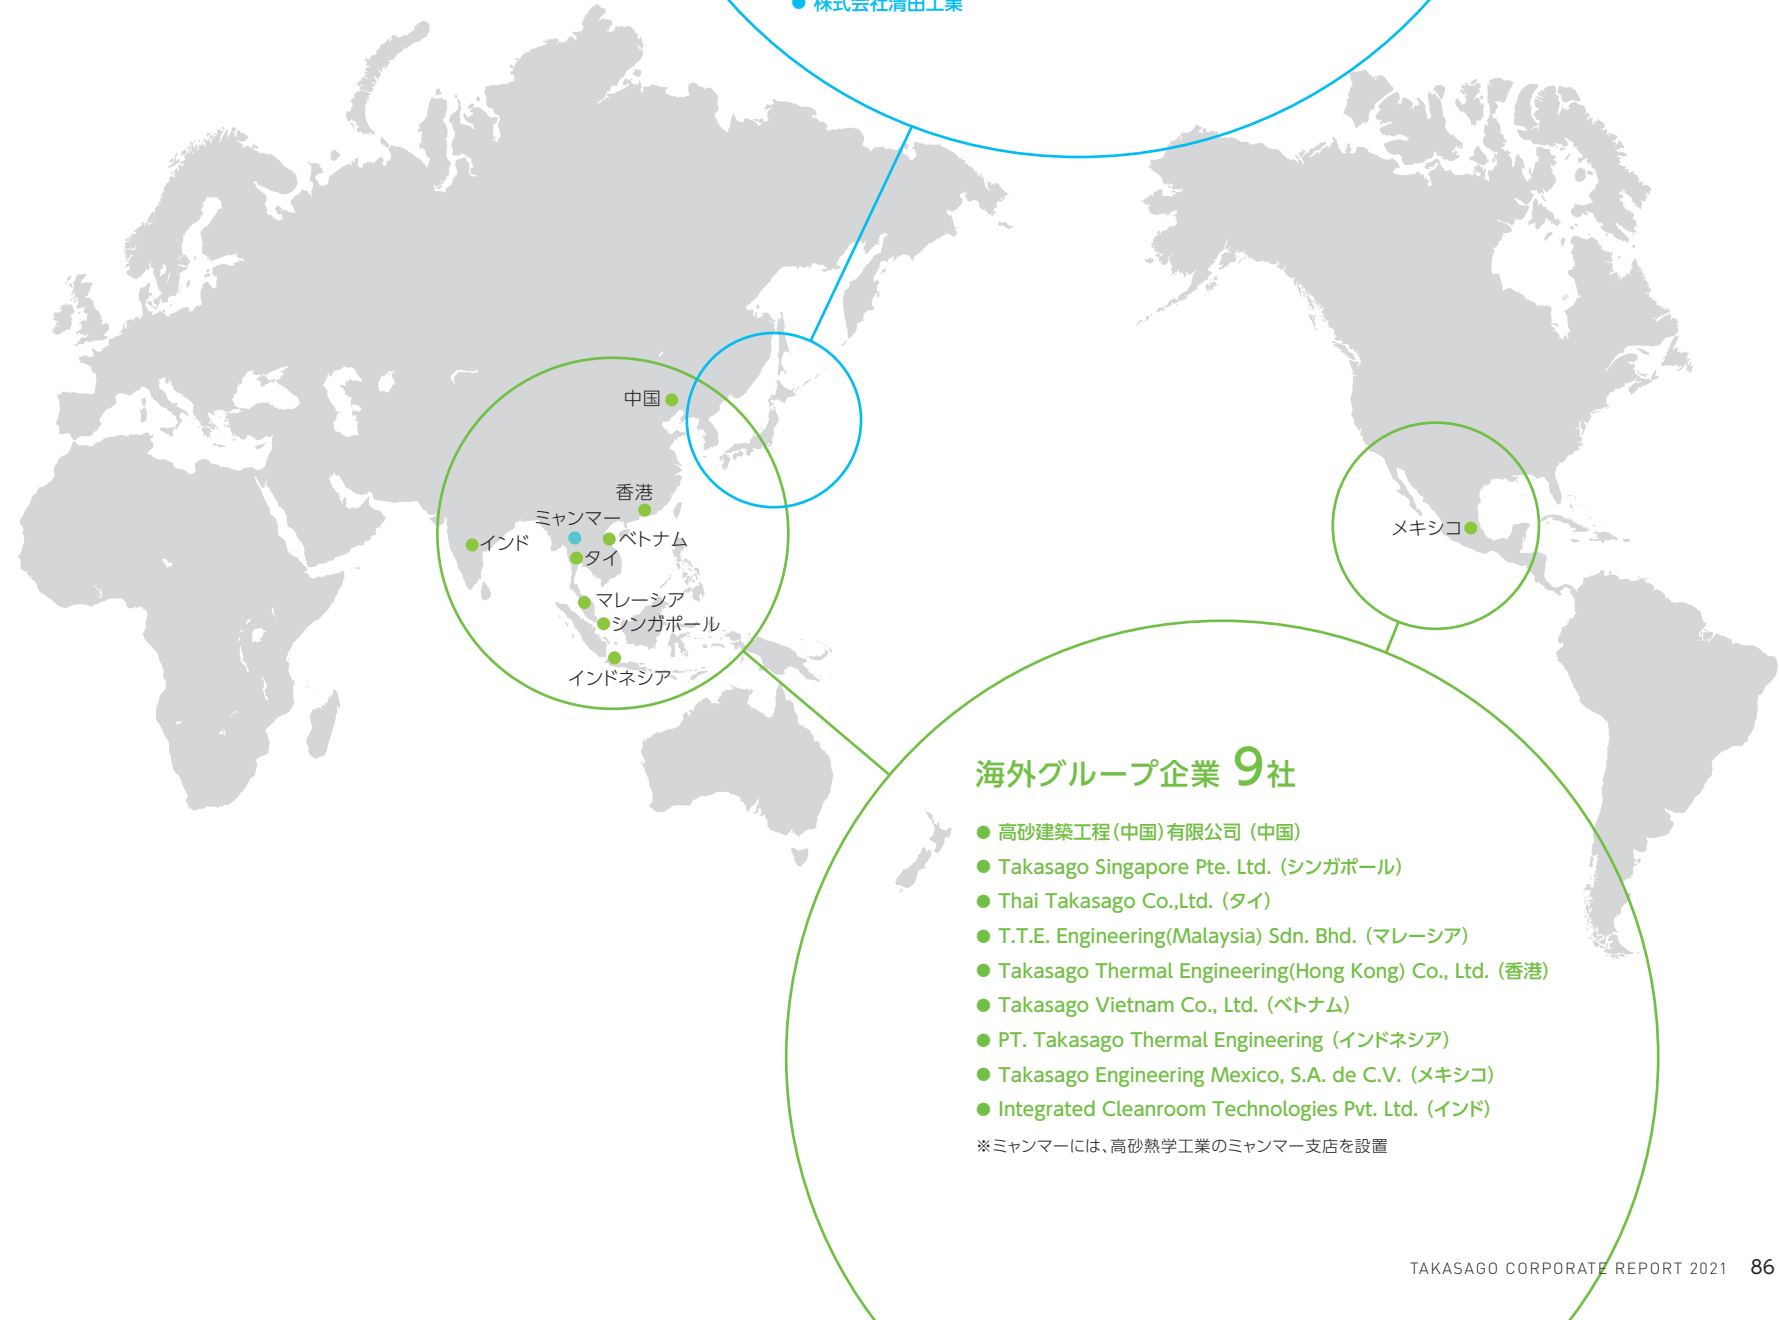 ● 株式会社清田工業
中国
香港
ミャンマー
インド
ベトナム
タイ
マレーシア
シンガポール
インドネシア
メキシコ
海外グループ企業 9社
● 高砂建築工程(中国)有限公司 (中国)
● Takasago Singapore Pte. Ltd. (シンガポール)
● Thai Takasago Co.,Ltd. (タイ)
● T.T.E. Engineering(Malaysia) Sdn. Bhd. (マレーシア)
● Takasago Thermal Engineering(Hong Kong) Co., Ltd. (香港)
● Takasago Vietnam Co., Ltd. (ベトナム)
● PT. Takasago Thermal Engineering (インドネシア)
● Takasago Engineering Mexico, S.A. de C.V. (メキシコ)
● Integrated Cleanroom Technologies Pvt. Ltd. (インド)
※ミャンマーには、高砂熱学工業のミャンマー支店を設置
TAKASAGO CORPORATE REPORT 2021 86